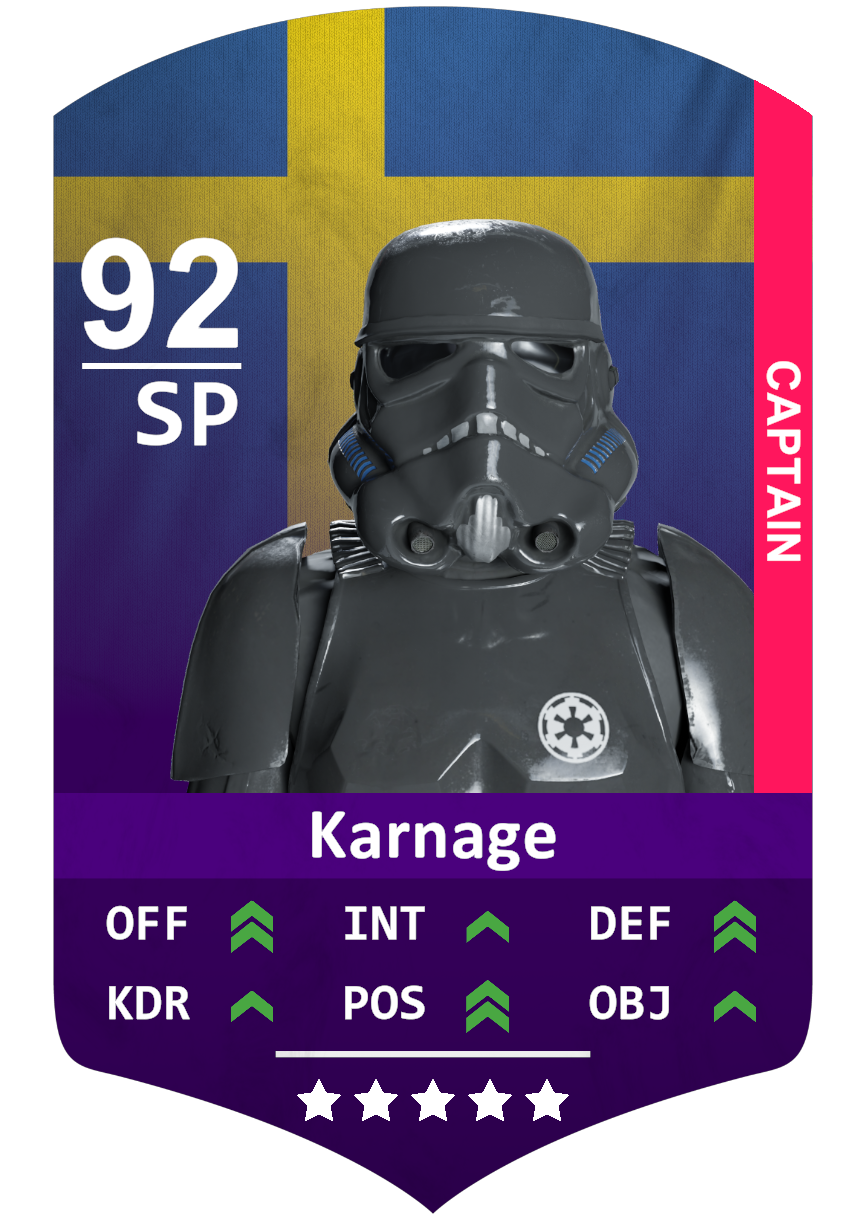 92
SP
CAPTAIN
Karnage
OFF INT DEF
KDR POS OBJ